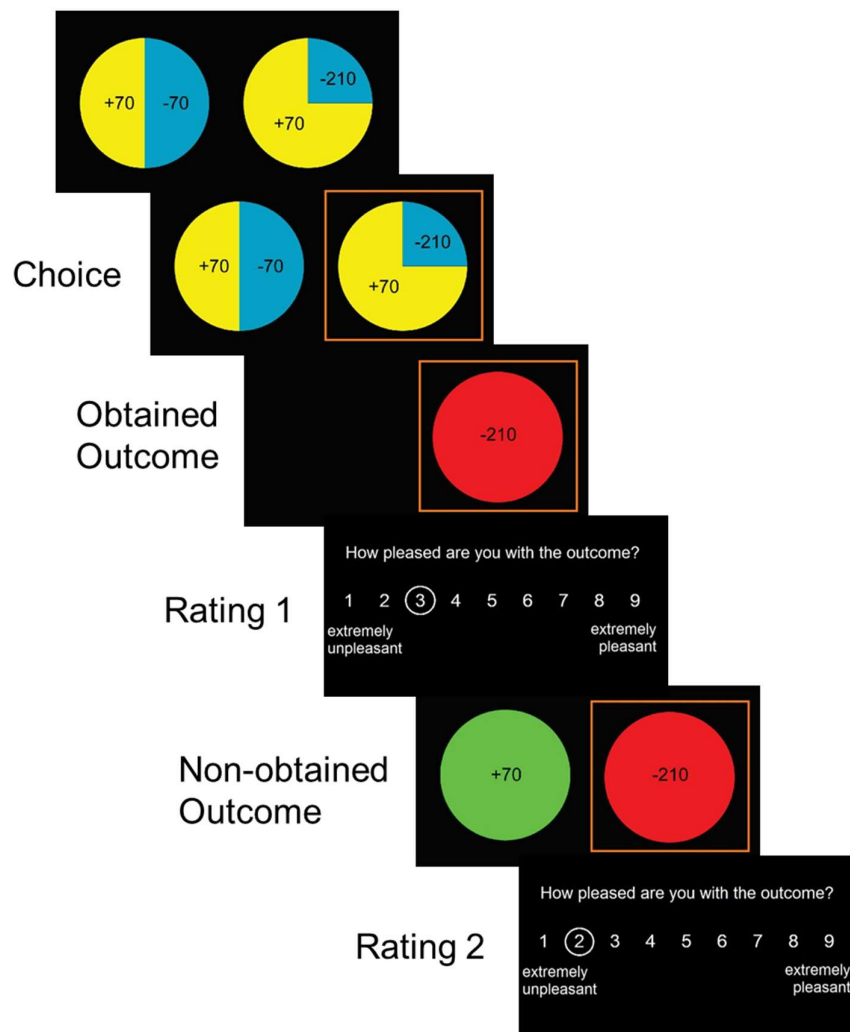 +70 -70 +70 -210
Choice
+70 -70 +70 -210
Obtained
Outcome
-210
Rating 1
How pleased are you with the outcome?
1 2 3 4 5 6 7 8 9
extremely unpleasant
extremely pleasant
Non-obtained
Outcome
+70 -210
Rating 2
How pleased are you with the outcome?
1 2 3 4 5 6 7 8 9
extremely unpleasant
extremely pleasant